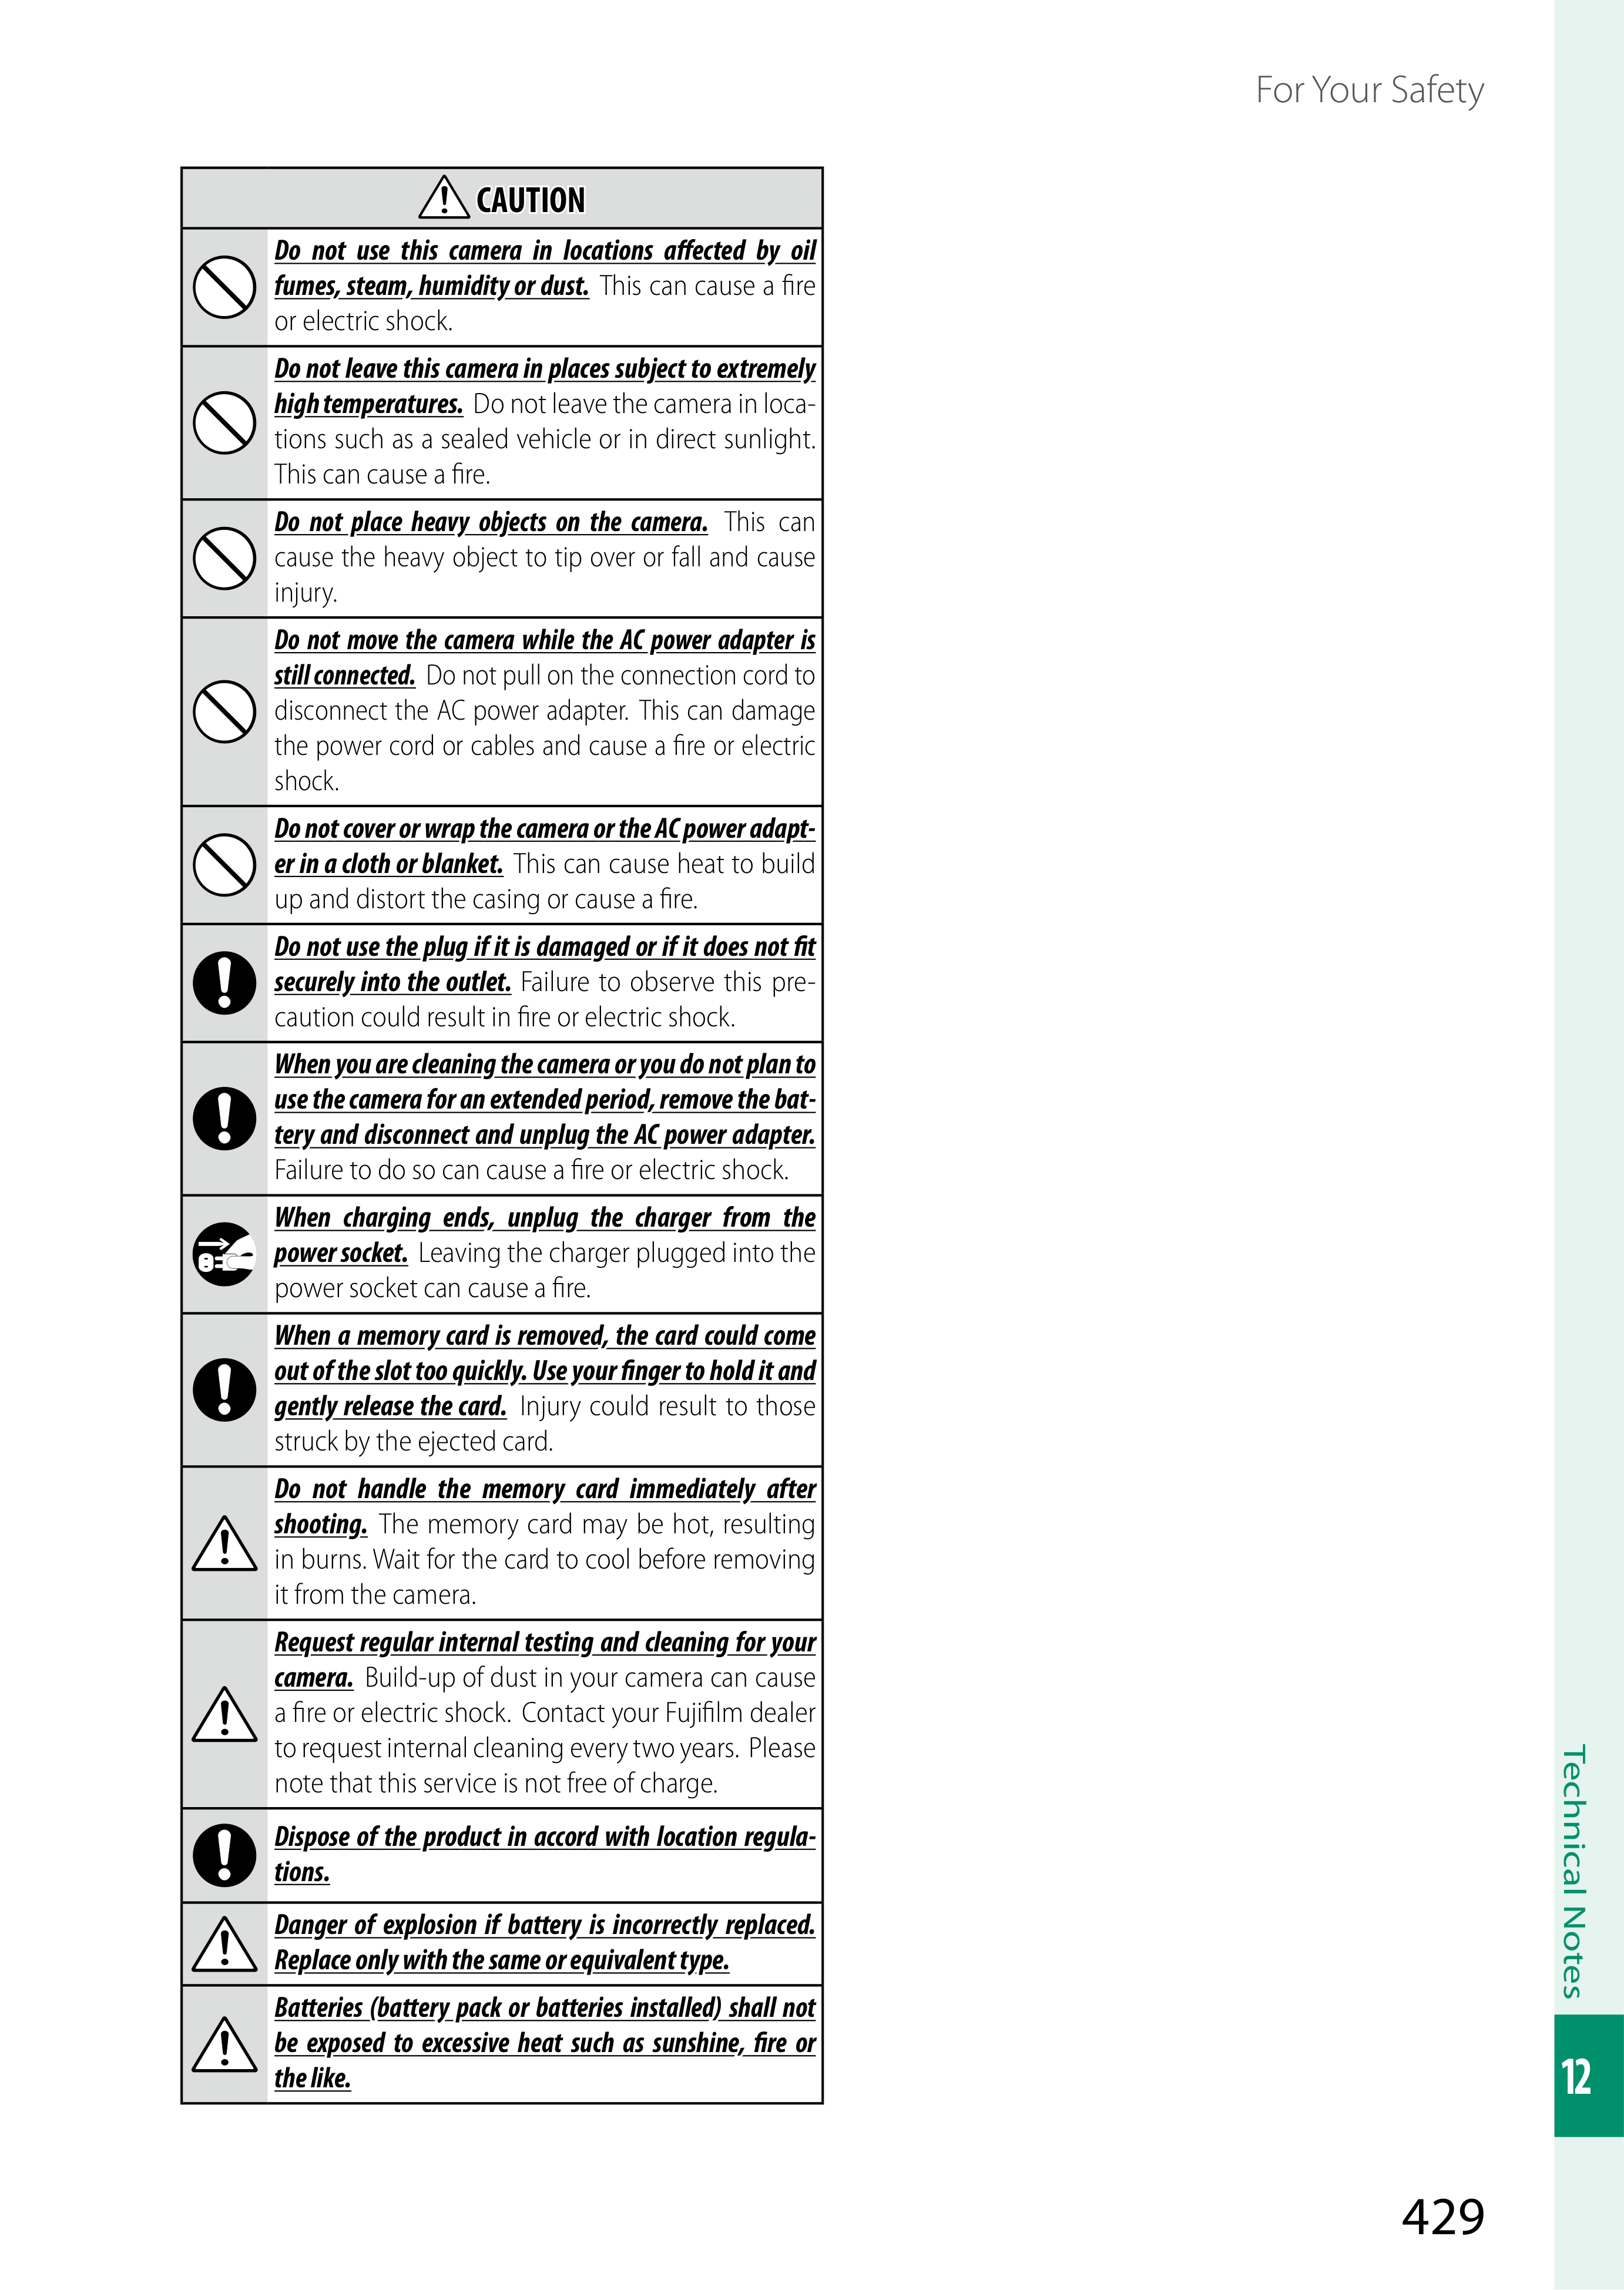 For Your Safety
CAUTION
Do not use this camera in locations affected by oil
fumes, steam, humidity or dust. This can cause a fire
or electric shock.
Do not leave this camera in places subject to extremely
high temperatures. Do not leave the camera in loca-
tions such as a sealed vehicle or in direct sunlight.
This can cause a fire.
Do not place heavy objects on the camera. This can
cause the heavy object to tip over or fall and cause
injury.
Do not move the camera while the AC power adapter is
still connected. Do not pull on the connection cord to
disconnect the AC power adapter. This can damage
the power cord or cables and cause a fire or electric
shock.
Do not cover or wrap the camera or the AC power adapt-
er in a cloth or blanket. This can cause heat to build
up and distort the casing or cause a fire.
Do not use the plug if it is damaged or if it does not fit
securely into the outlet. Failure to observe this pre-
caution could result in fire or electric shock.
When you are cleaning the camera or you do not plan to
use the camera for an extended period, remove the bat-
tery and disconnect and unplug the AC power adapter.
Failure to do so can cause a fire or electric shock.
When charging ends, unplug the charger from the
power socket. Leaving the charger plugged into the
power socket can cause a fire.
When a memory card is removed, the card could come
out of the slot too quickly. Use your finger to hold it and
gently release the card. Injury could result to those
struck by the ejected card.
Do not handle the memory card immediately after
shooting. The memory card may be hot, resulting
in burns. Wait for the card to cool before removing
it from the camera.
Request regular internal testing and cleaning for your
camera. Build-up of dust in your camera can cause
a fire or electric shock. Contact your Fujifilm dealer
to request internal cleaning every two years. Please
note that this service is not free of charge.
Dispose of the product in accord with location regula-
tions.
Danger of explosion if battery is incorrectly replaced.
Replace only with the same or equivalent type.
Batteries (battery pack or batteries installed) shall not
be exposed to excessive heat such as sunshine, fire or
the like.
Technical Notes
12
429